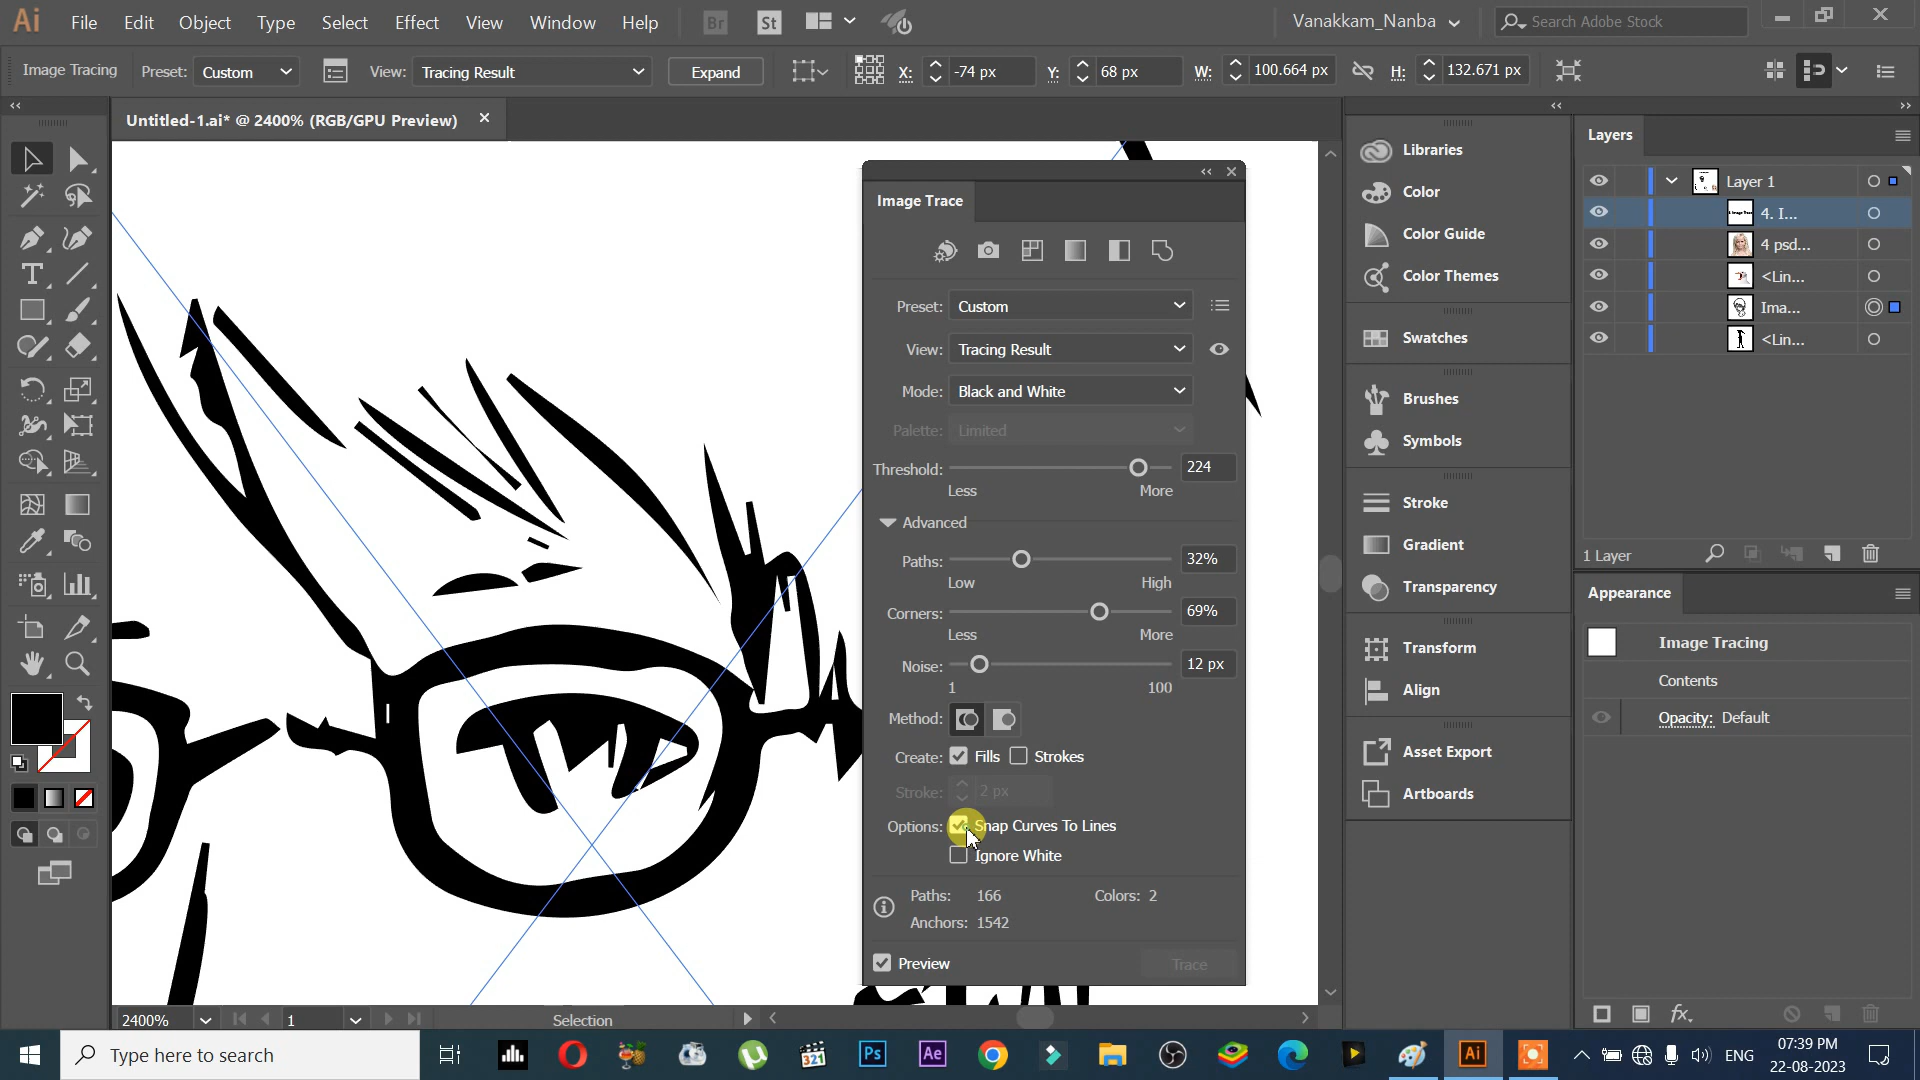 Ai File Edit Object Type Select Effect View Window Help Br St Vanakkam_Nanba Search Adobe Stock
Image Tracing Preset: Custom View: Tracing Result Expand X: -74 px Y: 68 px W: 100.664 px H: 132.671 px
Untitled-1.ai* @ 2400% (RGB/GPU Preview)
Image Trace
Preset: Custom
View: Tracing Result
Mode: Black and White
Palette: Limited
Threshold: 224
Less More
Advanced
Paths: 32%
Low High
Corners: 69%
Less More
Noise: 12 px
1 100
Method:
Create: Fills Strokes
Stroke: 2 px
Options: Snap Curves To Lines
Ignore White
Paths: 166 Colors: 2
Anchors: 1542
Preview Trace
Libraries
Color
Color Guide
Color Themes
Swatches
Brushes
Symbols
Stroke
Gradient
Transparency
Transform
Align
Asset Export
Artboards
Layers
Layer 1
4. I...
4 psd...
<Lin...
Ima...
<Lin...
1 Layer
Appearance
Image Tracing
Contents
Opacity: Default
fx
2400% 1 Selection
Type here to search
321 Ps Ae Ai
ENG
07:39 PM
22-08-2023